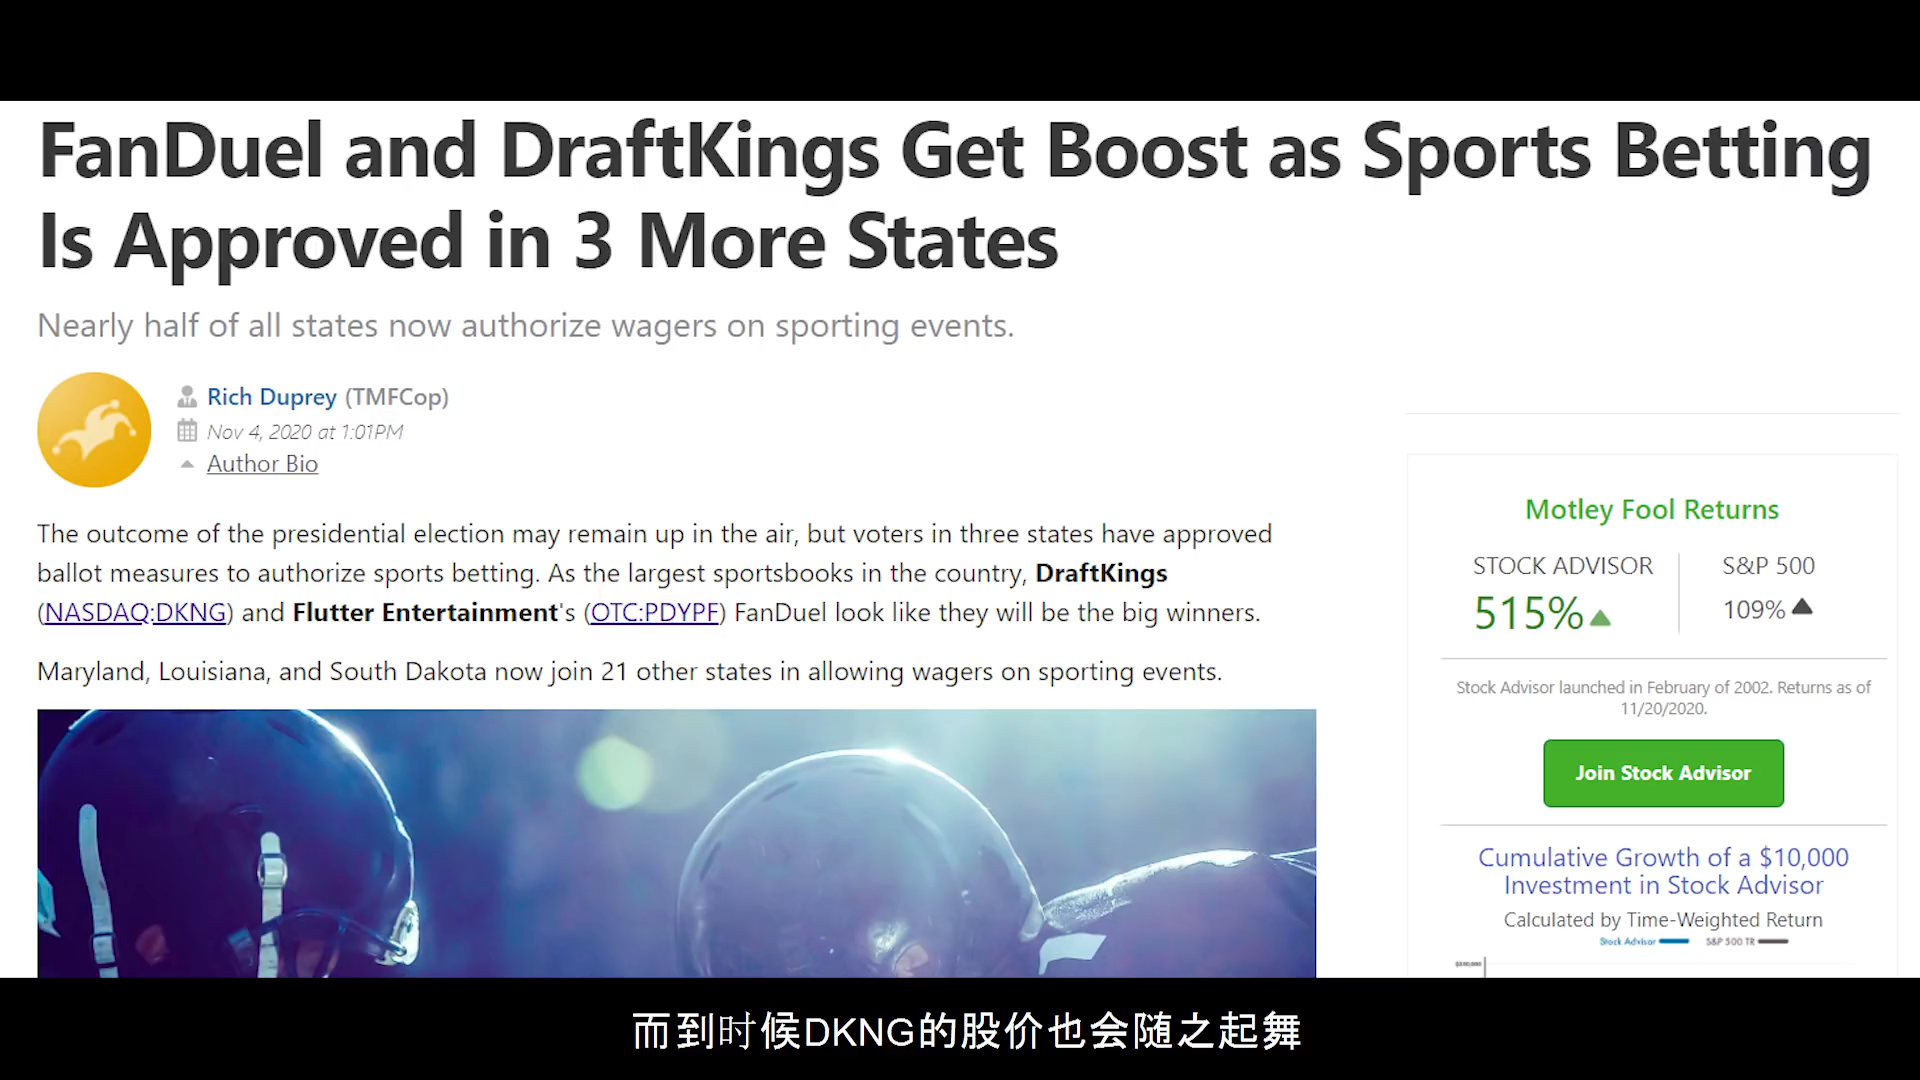 FanDuel and DraftKings Get Boost as Sports Betting
Is Approved in 3 More States
Nearly half of all states now authorize wagers on sporting events.
Rich Duprey (TMFCop)
Nov 4, 2020 at 1:01PM
Author Bio
The outcome of the presidential election may remain up in the air, but voters in three states have approved
ballot measures to authorize sports betting. As the largest sportsbooks in the country, DraftKings
(NASDAQ:DKNG) and Flutter Entertainment's (OTC:PDYPF) FanDuel look like they will be the big winners.
Maryland, Louisiana, and South Dakota now join 21 other states in allowing wagers on sporting events.
Motley Fool Returns
STOCK ADVISOR
515%
S&P 500
109%
Stock Advisor launched in February of 2002. Returns as of
11/20/2020.
Join Stock Advisor
Cumulative Growth of a $10,000
Investment in Stock Advisor
Calculated by Time-Weighted Return
Stock Advisor
S&P 500 TR
而到时候DKNG的股价也会随之起舞